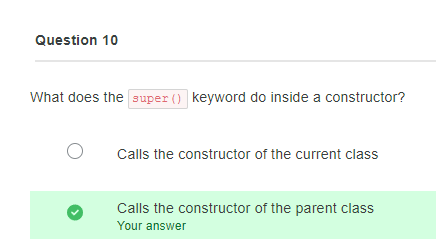 Question 10
What does the super() keyword do inside a constructor?
Calls the constructor of the current class
Calls the constructor of the parent class
Your answer